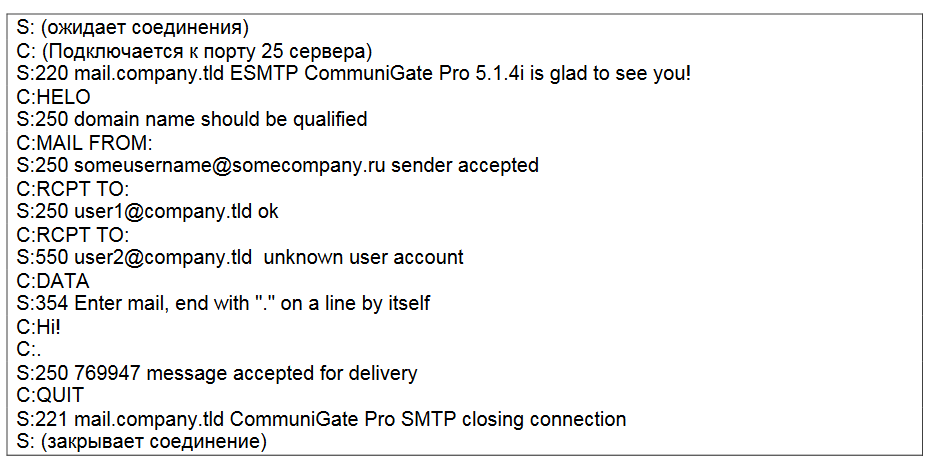 S: (ожидает соединения)
C: (Подключается к порту 25 сервера)
S:220 mail.company.tld ESMTP CommuniGate Pro 5.1.4i is glad to see you!
C:HELO
S:250 domain name should be qualified
C:MAIL FROM:
S:250 someusername@somecompany.ru sender accepted
C:RCPT TO:
S:250 user1@company.tld ok
C:RCPT TO:
S:550 user2@company.tld  unknown user account
C:DATA
S:354 Enter mail, end with "." on a line by itself
C:Hi!
C:.
S:250 769947 message accepted for delivery
C:QUIT
S:221 mail.company.tld CommuniGate Pro SMTP closing connection
S: (закрывает соединение)